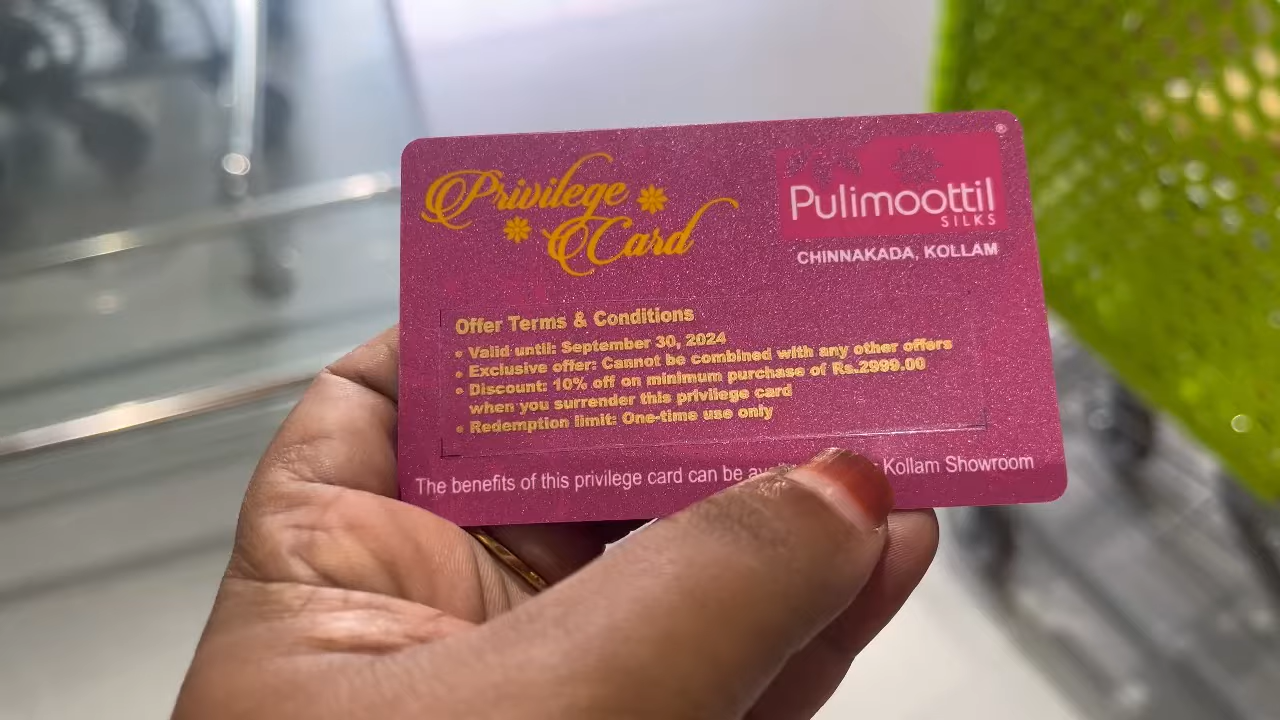 Privilege
Card
Pulimoottil®
SILKS
CHINNAKADA, KOLLAM
Offer Terms & Conditions
• Valid until: September 30, 2024
• Exclusive offer: Cannot be combined with any other offers
• Discount: 10% off on minimum purchase of Rs.2999.00
when you surrender this privilege card
• Redemption limit: One-time use only
The benefits of this privilege card can be Kollam Showroom